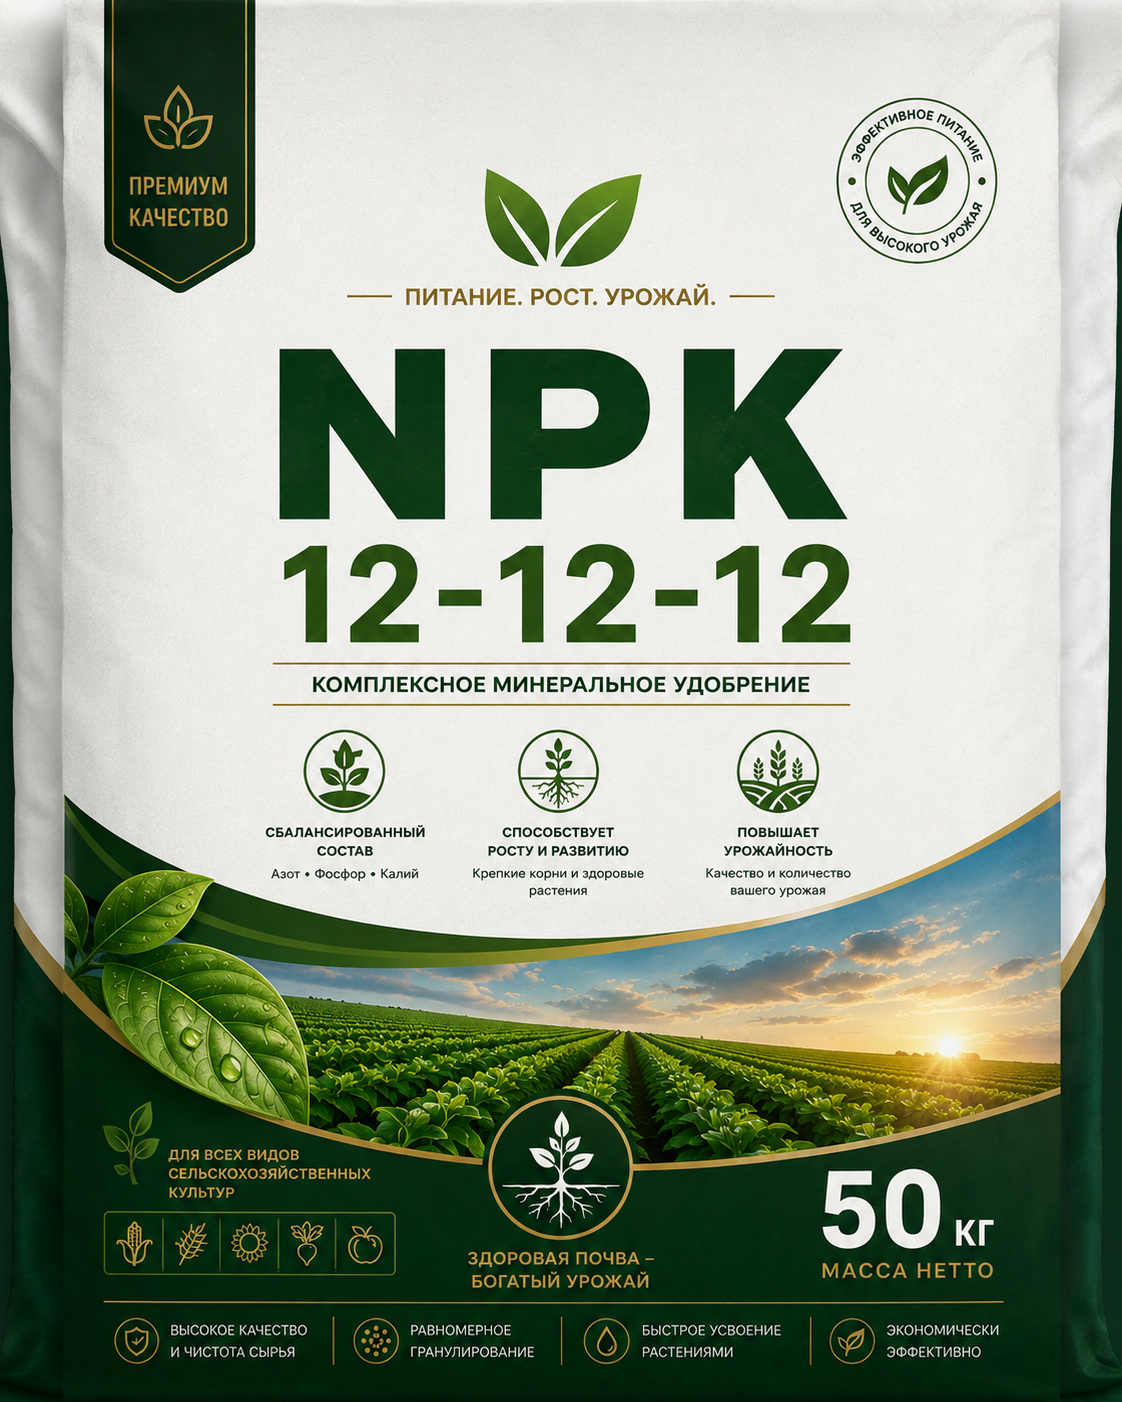 ПРЕМИУМ
КАЧЕСТВО
ЭФФЕКТИВНОЕ ПИТАНИЕ
ДЛЯ ВЫСОКОГО УРОЖАЯ
ПИТАНИЕ. РОСТ. УРОЖАЙ.
NPK
12-12-12
КОМПЛЕКСНОЕ МИНЕРАЛЬНОЕ УДОБРЕНИЕ
СБАЛАНСИРОВАННЫЙ
СОСТАВ
Азот • Фосфор • Калий
СПОСОБСТВУЕТ
РОСТУ И РАЗВИТИЮ
Крепкие корни и здоровые
растения
ПОВЫШАЕТ
УРОЖАЙНОСТЬ
Качество и количество
вашего урожая
ДЛЯ ВСЕХ ВИДОВ
СЕЛЬСКОХОЗЯЙСТВЕННЫХ
КУЛЬТУР
ЗДОРОВАЯ ПОЧВА –
БОГАТЫЙ УРОЖАЙ
50 кг
МАССА НЕТТО
ВЫСОКОЕ КАЧЕСТВО
И ЧИСТОТА СЫРЬЯ
РАВНОМЕРНОЕ
ГРАНУЛИРОВАНИЕ
БЫСТРОЕ УСВОЕНИЕ
РАСТЕНИЯМИ
ЭКОНОМИЧЕСКИ
ЭФФЕКТИВНО